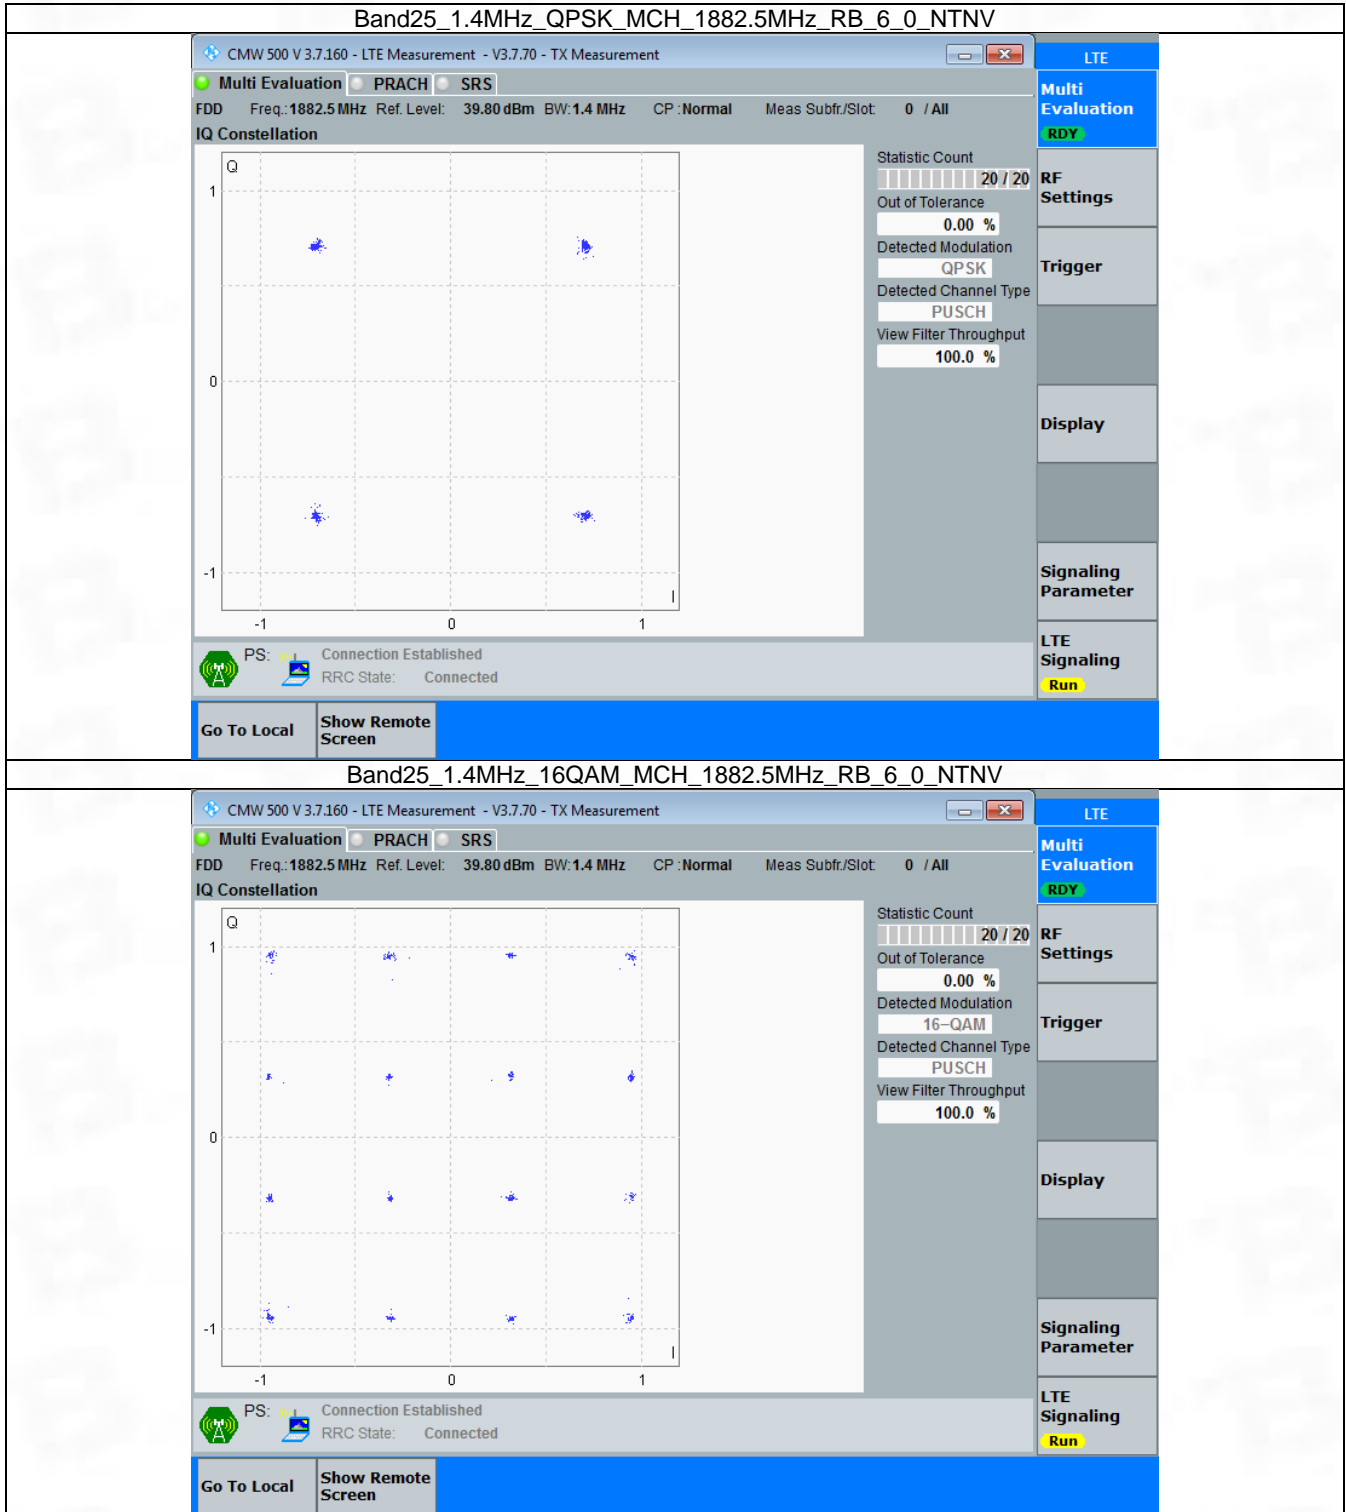 Band25_1.4MHz_QPSK_MCH_1882.5MHz_RB_6_0_NTNV
CMW 500 V 3.7.160 - LTE Measurement - V3.7.70 - TX Measurement
LTE
Multi Evaluation PRACH SRS
FDD Freq.: 1882.5 MHz Ref. Level: 39.80 dBm BW: 1.4 MHz CP : Normal Meas Subfr./Slot: 0 / All
IQ Constellation
Multi
Evaluation
RDY
Q
1
0
-1
I
-1 0 1
Statistic Count
20 / 20
Out of Tolerance
0.00 %
Detected Modulation
QPSK
Detected Channel Type
PUSCH
View Filter Throughput
100.0 %
RF
Settings
Trigger
Display
Signaling
Parameter
LTE
Signaling
Run
PS: Connection Established
RRC State: Connected
Go To Local
Show Remote
Screen
Band25_1.4MHz_16QAM_MCH_1882.5MHz_RB_6_0_NTNV
CMW 500 V 3.7.160 - LTE Measurement - V3.7.70 - TX Measurement
LTE
Multi Evaluation PRACH SRS
FDD Freq.: 1882.5 MHz Ref. Level: 39.80 dBm BW: 1.4 MHz CP : Normal Meas Subfr./Slot: 0 / All
IQ Constellation
Multi
Evaluation
RDY
Q
1
0
-1
I
-1 0 1
Statistic Count
20 / 20
Out of Tolerance
0.00 %
Detected Modulation
16-QAM
Detected Channel Type
PUSCH
View Filter Throughput
100.0 %
RF
Settings
Trigger
Display
Signaling
Parameter
LTE
Signaling
Run
PS: Connection Established
RRC State: Connected
Go To Local
Show Remote
Screen